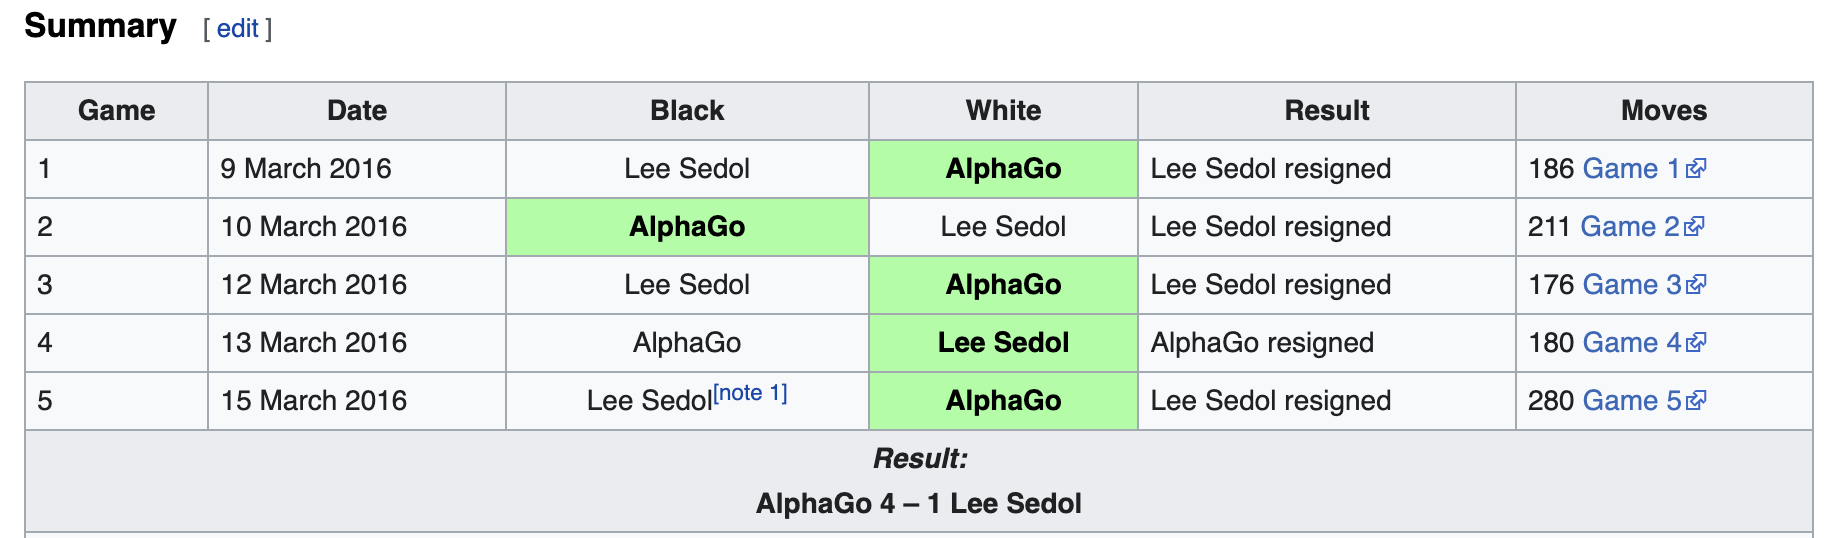 Summary [ edit ]
Game Date Black White Result Moves
1 9 March 2016 Lee Sedol AlphaGo Lee Sedol resigned 186 Game 1
2 10 March 2016 AlphaGo Lee Sedol Lee Sedol resigned 211 Game 2
3 12 March 2016 Lee Sedol AlphaGo Lee Sedol resigned 176 Game 3
4 13 March 2016 AlphaGo Lee Sedol AlphaGo resigned 180 Game 4
5 15 March 2016 Lee Sedol[note 1] AlphaGo Lee Sedol resigned 280 Game 5
Result:
AlphaGo 4 – 1 Lee Sedol